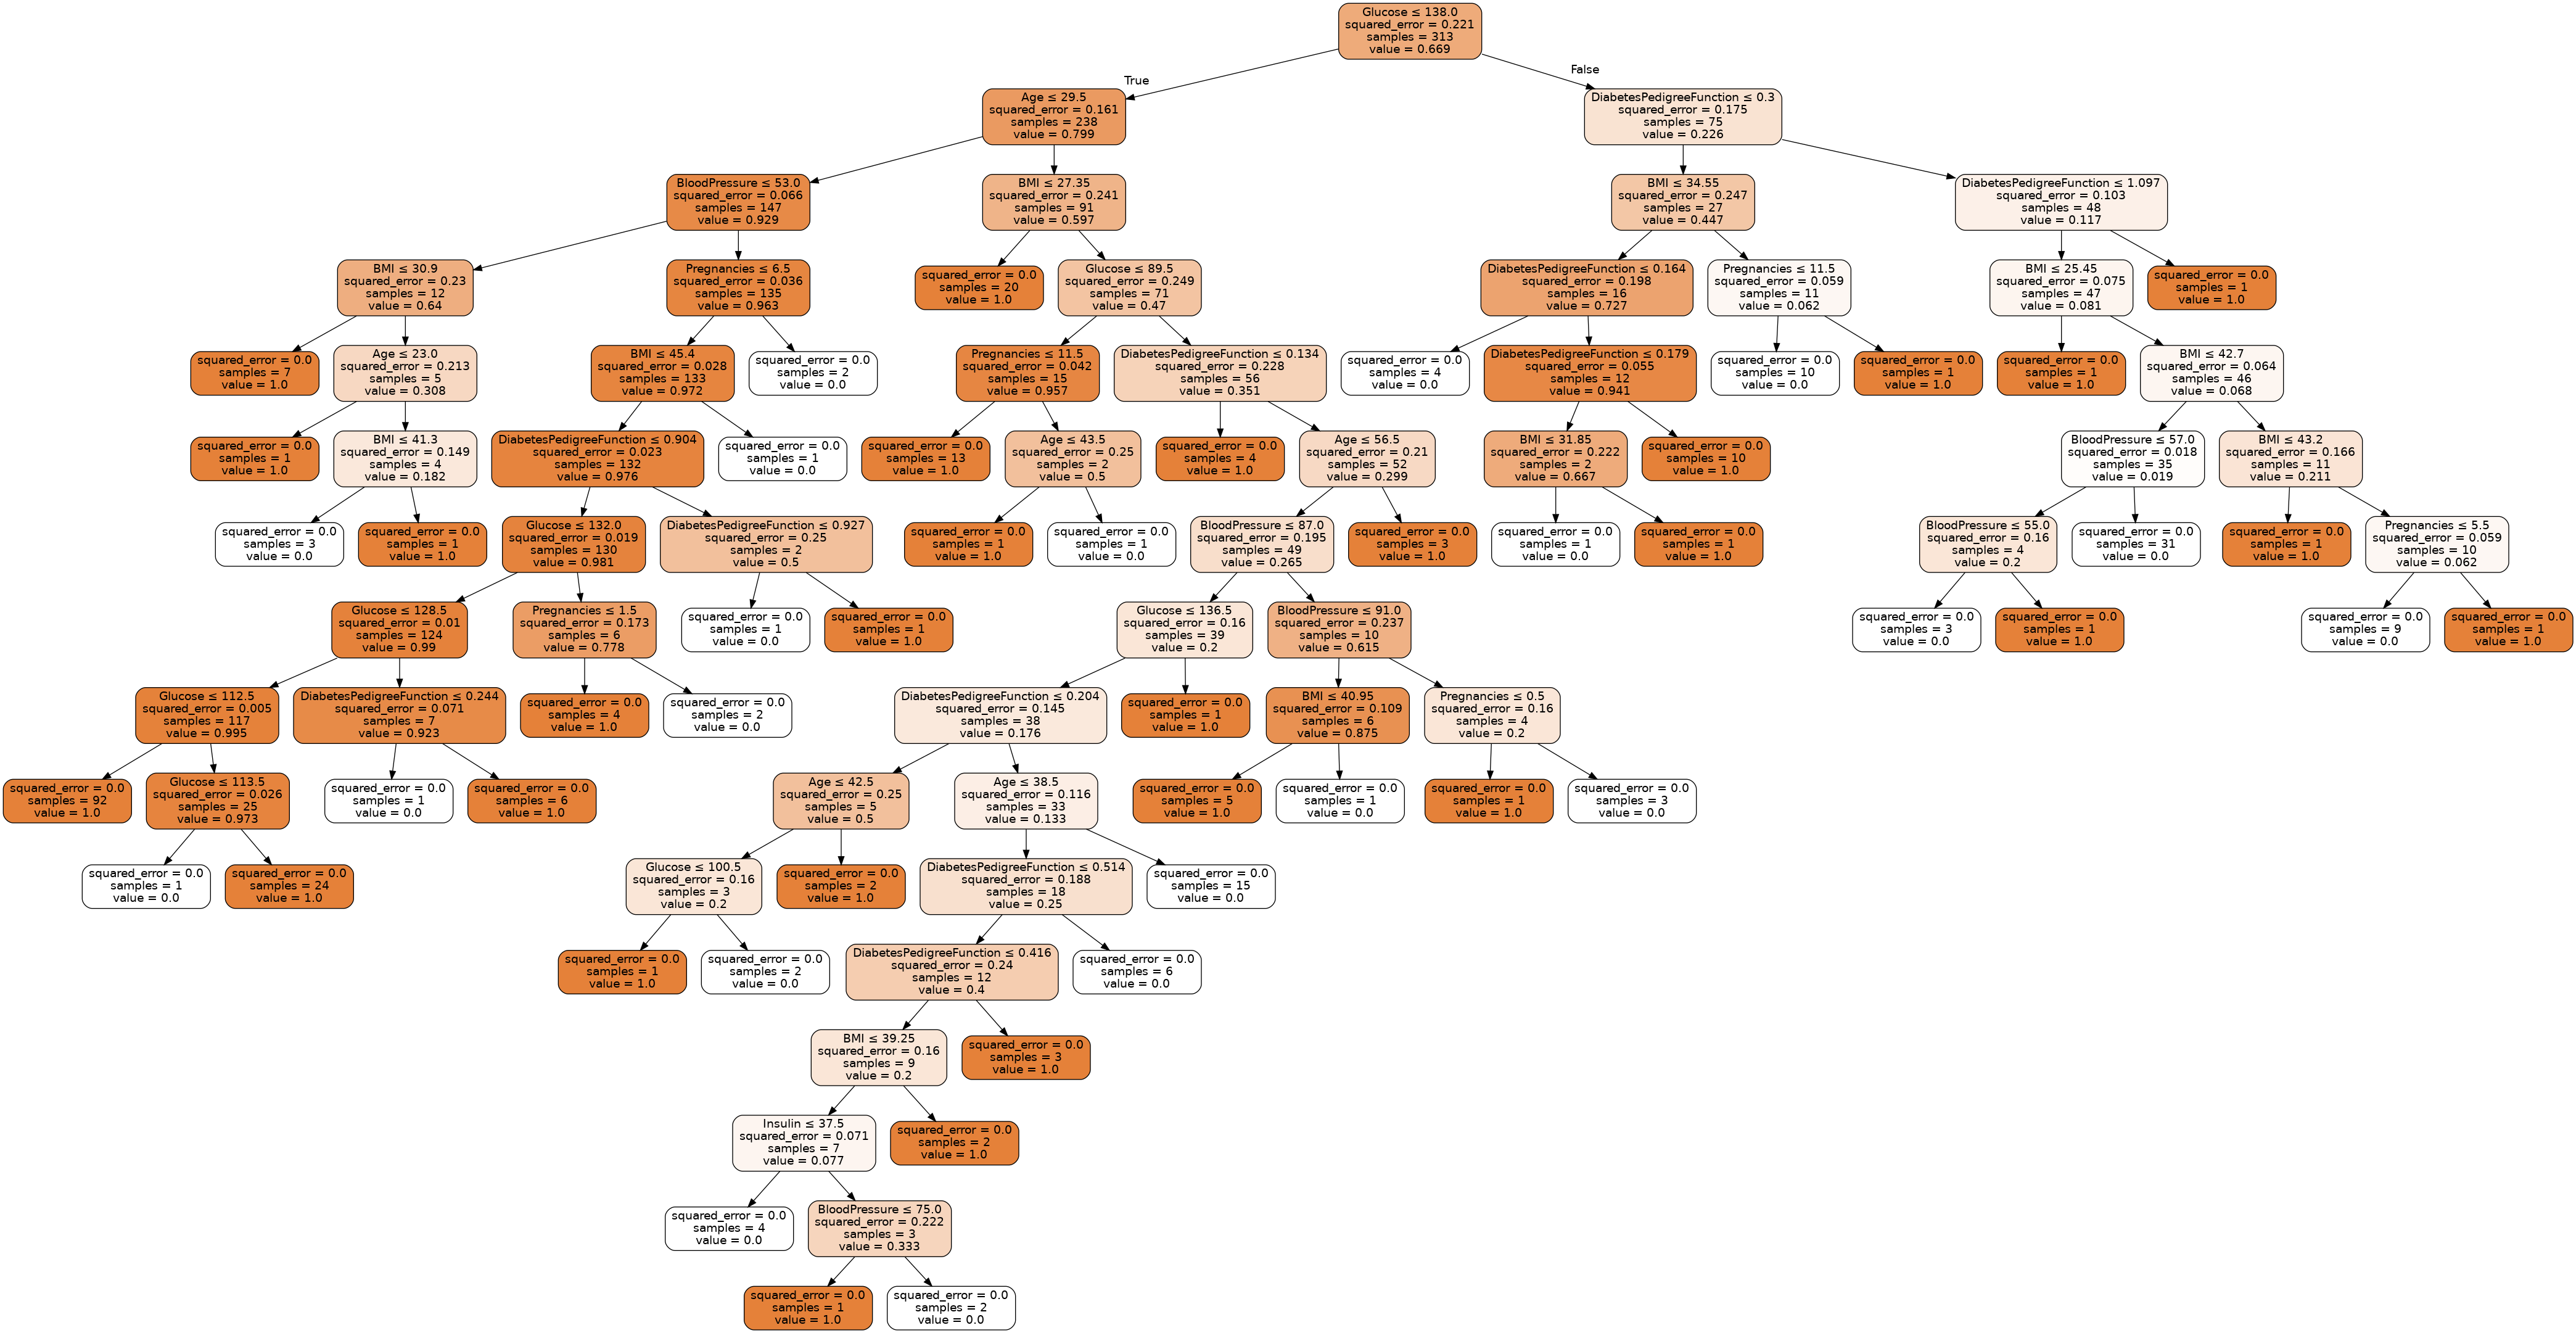 Glucose ≤ 138.0
squared_error = 0.221
samples = 313
value = 0.669
True
False
Age ≤ 29.5
squared_error = 0.161
samples = 238
value = 0.799
DiabetesPedigreeFunction ≤ 0.3
squared_error = 0.175
samples = 75
value = 0.226
BloodPressure ≤ 53.0
squared_error = 0.066
samples = 147
value = 0.929
BMI ≤ 27.35
squared_error = 0.241
samples = 91
value = 0.597
BMI ≤ 34.55
squared_error = 0.247
samples = 27
value = 0.447
DiabetesPedigreeFunction ≤ 1.097
squared_error = 0.103
samples = 48
value = 0.117
BMI ≤ 30.9
squared_error = 0.23
samples = 12
value = 0.64
Pregnancies ≤ 6.5
squared_error = 0.036
samples = 135
value = 0.963
squared_error = 0.0
samples = 20
value = 1.0
Glucose ≤ 89.5
squared_error = 0.249
samples = 71
value = 0.47
DiabetesPedigreeFunction ≤ 0.164
squared_error = 0.198
samples = 16
value = 0.727
Pregnancies ≤ 11.5
squared_error = 0.059
samples = 11
value = 0.062
BMI ≤ 25.45
squared_error = 0.075
samples = 47
value = 0.081
squared_error = 0.0
samples = 1
value = 1.0
squared_error = 0.0
samples = 7
value = 1.0
Age ≤ 23.0
squared_error = 0.213
samples = 5
value = 0.308
BMI ≤ 45.4
squared_error = 0.028
samples = 133
value = 0.972
squared_error = 0.0
samples = 2
value = 0.0
Pregnancies ≤ 11.5
squared_error = 0.042
samples = 15
value = 0.957
DiabetesPedigreeFunction ≤ 0.134
squared_error = 0.228
samples = 56
value = 0.351
squared_error = 0.0
samples = 4
value = 0.0
DiabetesPedigreeFunction ≤ 0.179
squared_error = 0.055
samples = 12
value = 0.941
squared_error = 0.0
samples = 10
value = 0.0
squared_error = 0.0
samples = 1
value = 1.0
squared_error = 0.0
samples = 1
value = 1.0
BMI ≤ 42.7
squared_error = 0.064
samples = 46
value = 0.068
squared_error = 0.0
samples = 1
value = 1.0
BMI ≤ 41.3
squared_error = 0.149
samples = 4
value = 0.182
DiabetesPedigreeFunction ≤ 0.904
squared_error = 0.023
samples = 132
value = 0.976
squared_error = 0.0
samples = 1
value = 0.0
squared_error = 0.0
samples = 13
value = 1.0
Age ≤ 43.5
squared_error = 0.25
samples = 2
value = 0.5
squared_error = 0.0
samples = 4
value = 1.0
Age ≤ 56.5
squared_error = 0.21
samples = 52
value = 0.299
BMI ≤ 31.85
squared_error = 0.222
samples = 2
value = 0.667
squared_error = 0.0
samples = 10
value = 1.0
BloodPressure ≤ 57.0
squared_error = 0.018
samples = 35
value = 0.019
BMI ≤ 43.2
squared_error = 0.166
samples = 11
value = 0.211
squared_error = 0.0
samples = 3
value = 0.0
squared_error = 0.0
samples = 1
value = 1.0
Glucose ≤ 132.0
squared_error = 0.019
samples = 130
value = 0.981
DiabetesPedigreeFunction ≤ 0.927
squared_error = 0.25
samples = 2
value = 0.5
squared_error = 0.0
samples = 1
value = 1.0
squared_error = 0.0
samples = 1
value = 0.0
BloodPressure ≤ 87.0
squared_error = 0.195
samples = 49
value = 0.265
squared_error = 0.0
samples = 3
value = 1.0
squared_error = 0.0
samples = 1
value = 0.0
squared_error = 0.0
samples = 1
value = 1.0
BloodPressure ≤ 55.0
squared_error = 0.16
samples = 4
value = 0.2
squared_error = 0.0
samples = 31
value = 0.0
squared_error = 0.0
samples = 1
value = 1.0
Pregnancies ≤ 5.5
squared_error = 0.059
samples = 10
value = 0.062
Glucose ≤ 128.5
squared_error = 0.01
samples = 124
value = 0.99
Pregnancies ≤ 1.5
squared_error = 0.173
samples = 6
value = 0.778
squared_error = 0.0
samples = 1
value = 0.0
squared_error = 0.0
samples = 1
value = 1.0
Glucose ≤ 136.5
squared_error = 0.16
samples = 39
value = 0.2
BloodPressure ≤ 91.0
squared_error = 0.237
samples = 10
value = 0.615
squared_error = 0.0
samples = 3
value = 0.0
squared_error = 0.0
samples = 1
value = 1.0
squared_error = 0.0
samples = 9
value = 0.0
squared_error = 0.0
samples = 1
value = 1.0
Glucose ≤ 112.5
squared_error = 0.005
samples = 117
value = 0.995
DiabetesPedigreeFunction ≤ 0.244
squared_error = 0.071
samples = 7
value = 0.923
squared_error = 0.0
samples = 4
value = 1.0
squared_error = 0.0
samples = 2
value = 0.0
DiabetesPedigreeFunction ≤ 0.204
squared_error = 0.145
samples = 38
value = 0.176
squared_error = 0.0
samples = 1
value = 1.0
BMI ≤ 40.95
squared_error = 0.109
samples = 6
value = 0.875
Pregnancies ≤ 0.5
squared_error = 0.16
samples = 4
value = 0.2
squared_error = 0.0
samples = 92
value = 1.0
Glucose ≤ 113.5
squared_error = 0.026
samples = 25
value = 0.973
squared_error = 0.0
samples = 1
value = 0.0
squared_error = 0.0
samples = 6
value = 1.0
Age ≤ 42.5
squared_error = 0.25
samples = 5
value = 0.5
Age ≤ 38.5
squared_error = 0.116
samples = 33
value = 0.133
squared_error = 0.0
samples = 5
value = 1.0
squared_error = 0.0
samples = 1
value = 0.0
squared_error = 0.0
samples = 1
value = 1.0
squared_error = 0.0
samples = 3
value = 0.0
squared_error = 0.0
samples = 1
value = 0.0
squared_error = 0.0
samples = 24
value = 1.0
Glucose ≤ 100.5
squared_error = 0.16
samples = 3
value = 0.2
squared_error = 0.0
samples = 2
value = 1.0
DiabetesPedigreeFunction ≤ 0.514
squared_error = 0.188
samples = 18
value = 0.25
squared_error = 0.0
samples = 15
value = 0.0
squared_error = 0.0
samples = 1
value = 1.0
squared_error = 0.0
samples = 2
value = 0.0
DiabetesPedigreeFunction ≤ 0.416
squared_error = 0.24
samples = 12
value = 0.4
squared_error = 0.0
samples = 6
value = 0.0
BMI ≤ 39.25
squared_error = 0.16
samples = 9
value = 0.2
squared_error = 0.0
samples = 3
value = 1.0
Insulin ≤ 37.5
squared_error = 0.071
samples = 7
value = 0.077
squared_error = 0.0
samples = 2
value = 1.0
squared_error = 0.0
samples = 4
value = 0.0
BloodPressure ≤ 75.0
squared_error = 0.222
samples = 3
value = 0.333
squared_error = 0.0
samples = 1
value = 1.0
squared_error = 0.0
samples = 2
value = 0.0